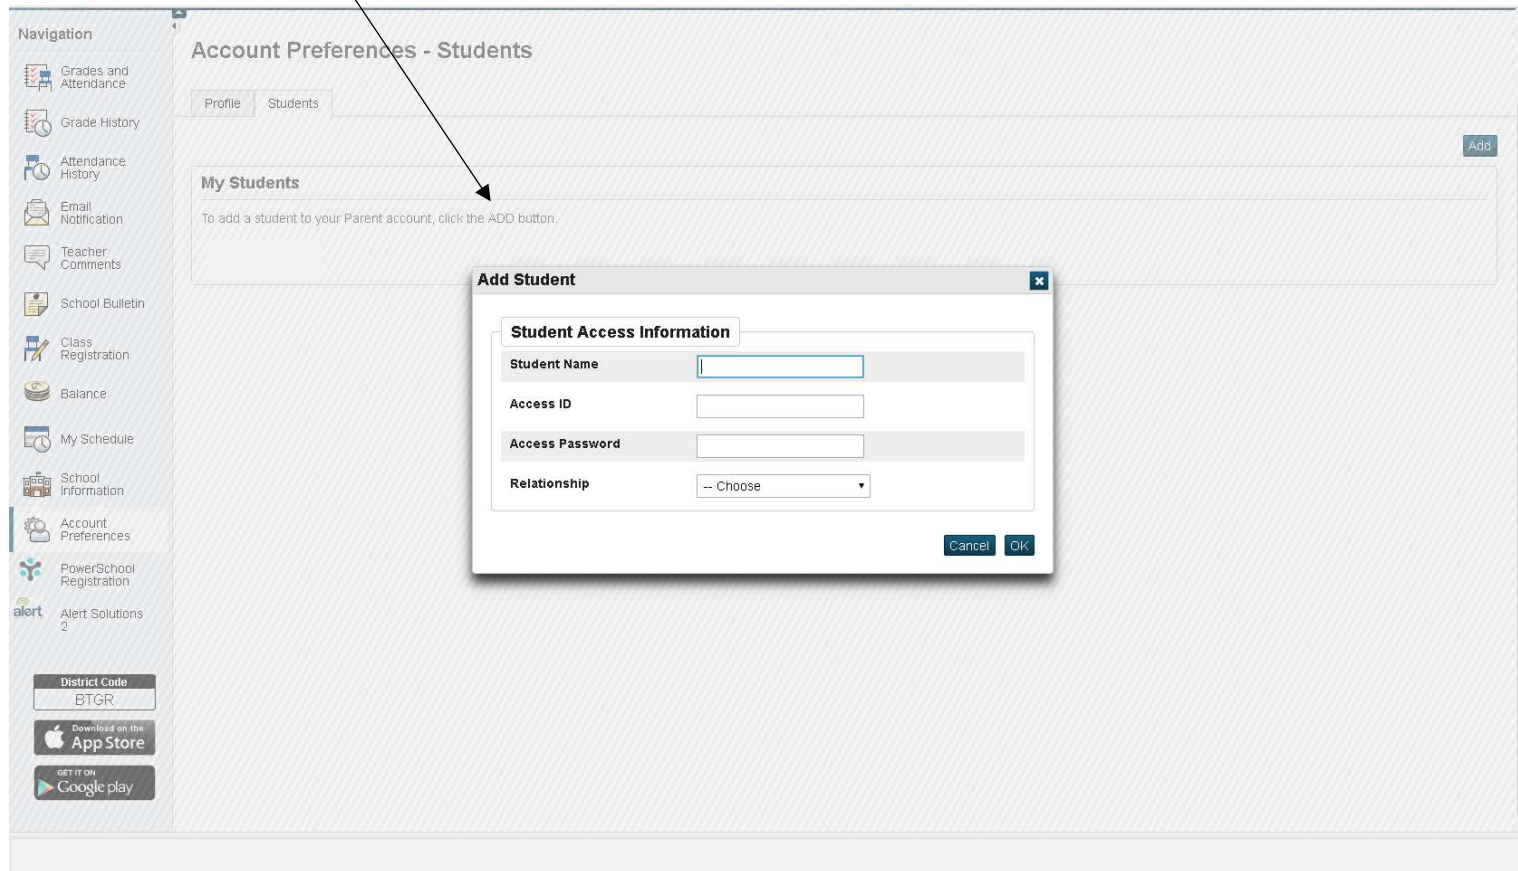 Navigation
Grades and
Attendance
Grade History
Attendance
History
Email
Notification
Teacher
Comments
School Bulletin
Class
Registration
Balance
My Schedule
School
Information
Account
Preferences
PowerSchool
Registration
alert
Alert Solutions
2
District Code
BTGR
Download on the
App Store
GET IT ON
Google play
Account Preferences - Students
Profile Students
Add
My Students
To add a student to your Parent account, click the ADD button.
Add Student
Student Access Information
Student Name
Access ID
Access Password
Relationship -- Choose
Cancel OK